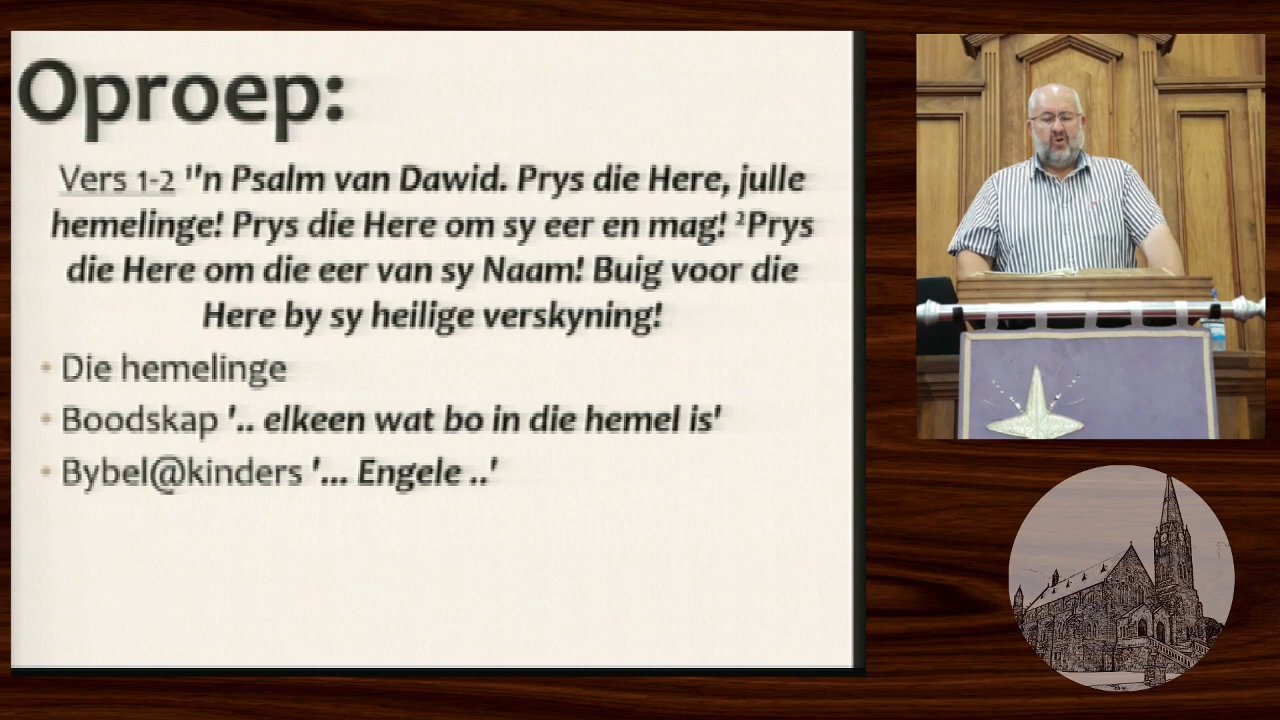 Oproep:
Vers 1-2 ¹'n Psalm van Dawid. Prys die Here, julle
hemelinge! Prys die Here om sy eer en mag! ²Prys
die Here om die eer van sy Naam! Buig voor die
Here by sy heilige verskyning!
• Die hemelinge
• Boodskap '.. elkeen wat bo in die hemel is'
• Bybel@kinders '... Engele ..'